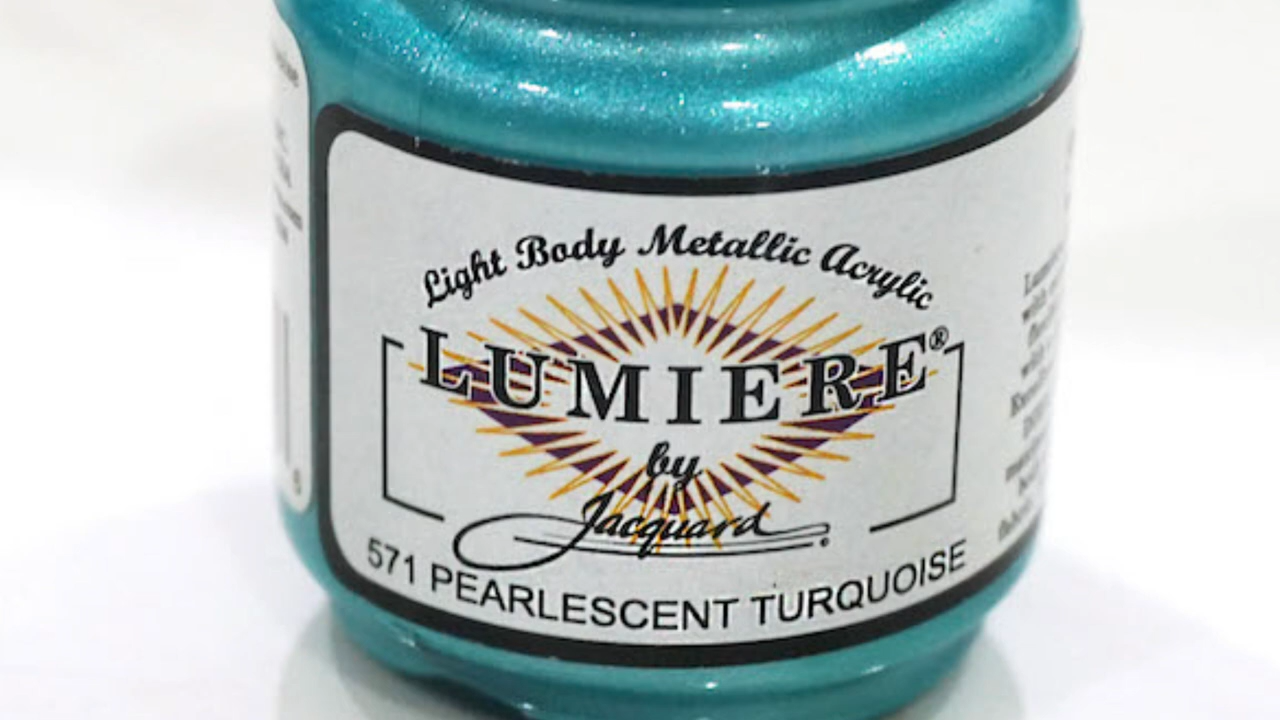 Light Body Metallic Acrylic
LUMIERE®
by
Jacquard
571 PEARLESCENT TURQUOISE